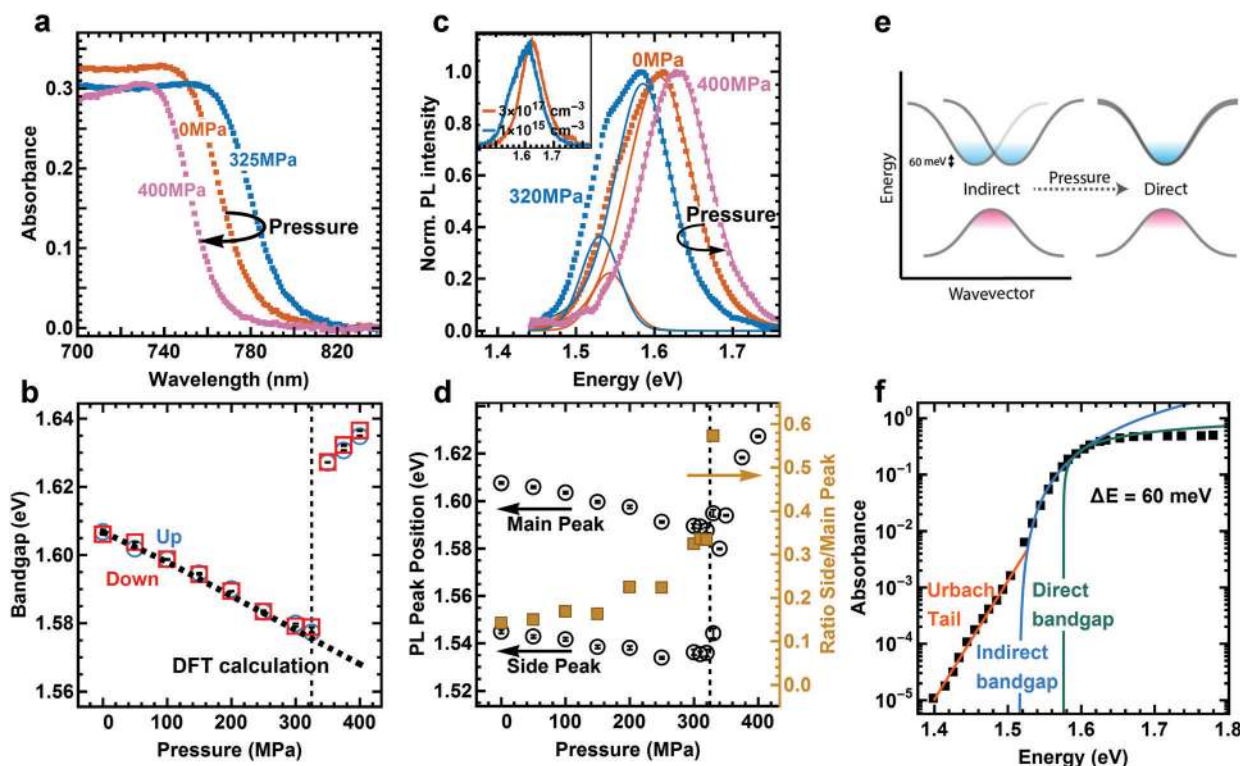 a
0.3
0.2
0.1
0.0
Absorbance
0MPa
325MPa
400MPa
Pressure
700
740
780
820
Wavelength (nm)
c
1.0
0.8
0.6
0.4
0.2
0.0
Norm. PL intensity
3x10¹⁷ cm⁻³
1x10¹⁵ cm⁻³
1.6
1.7
0MPa
400MPa
320MPa
Pressure
1.4
1.5
1.6
1.7
Energy (eV)
e
Energy
60 meV
Indirect
Pressure
Direct
Wavevector
b
1.64
1.62
1.60
1.58
1.56
Bandgap (eV)
Up
Down
DFT calculation
0
100
200
300
400
Pressure (MPa)
d
1.62
1.60
1.58
1.56
1.54
1.52
PL Peak Position (eV)
Main Peak
Side Peak
0.6
0.5
0.4
0.3
0.2
0.1
0.0
Ratio Side/Main Peak
0
100
200
300
400
Pressure (MPa)
f
10⁰
10⁻¹
10⁻²
10⁻³
10⁻⁴
10⁻⁵
Absorbance
ΔE = 60 meV
Urbach
Tail
Direct
bandgap
Indirect
bandgap
1.4
1.5
1.6
1.7
1.8
Energy (eV)